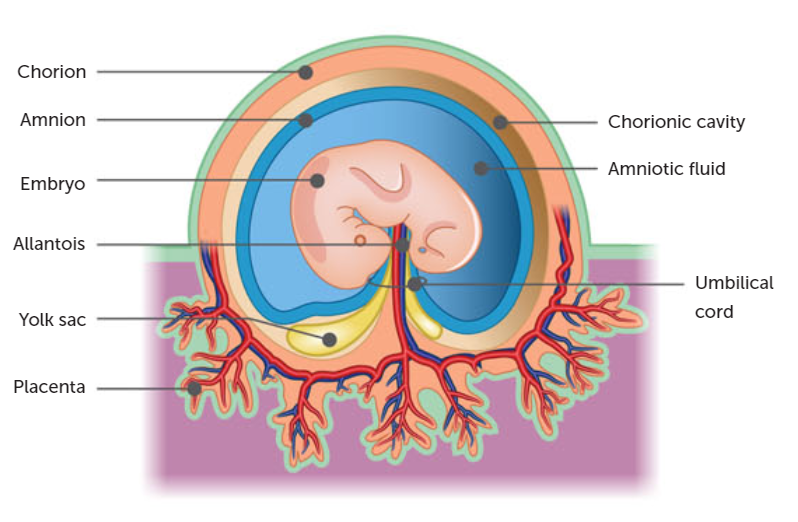 Chorion
Amnion
Embryo
Allantois
Yolk sac
Placenta
Chorionic cavity
Amniotic fluid
Umbilical
cord